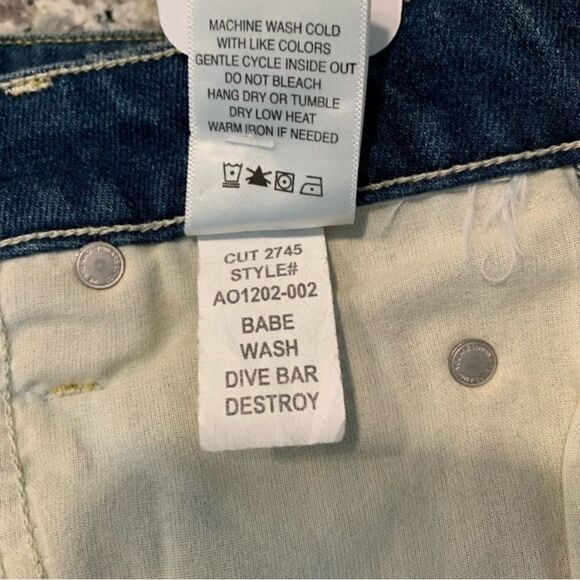 MACHINE WASH COLD
WITH LIKE COLORS
GENTLE CYCLE INSIDE OUT
DO NOT BLEACH
HANG DRY OR TUMBLE
DRY LOW HEAT
WARM IRON IF NEEDED
CUT 2745
STYLE#
AO1202-002
BABE
WASH
DIVE BAR
DESTROY